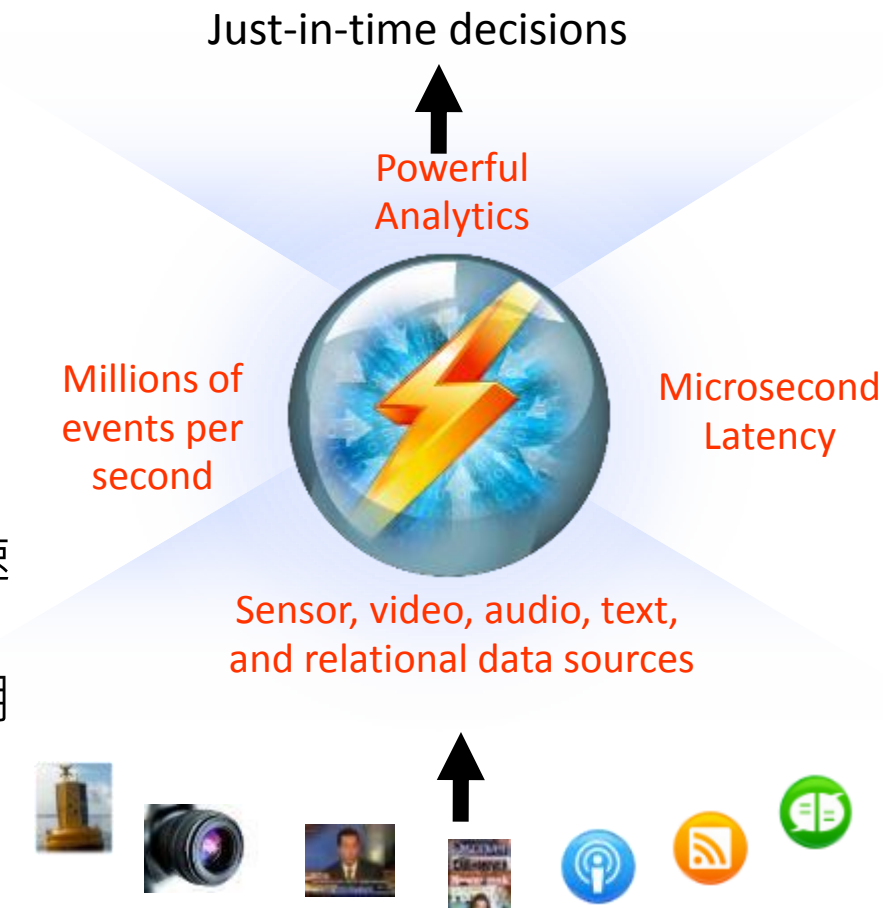 Just-in-time decisions
Powerful
Analytics
Millions of
events per
second
Microsecond
Latency
Sensor, video, audio, text,
and relational data sources